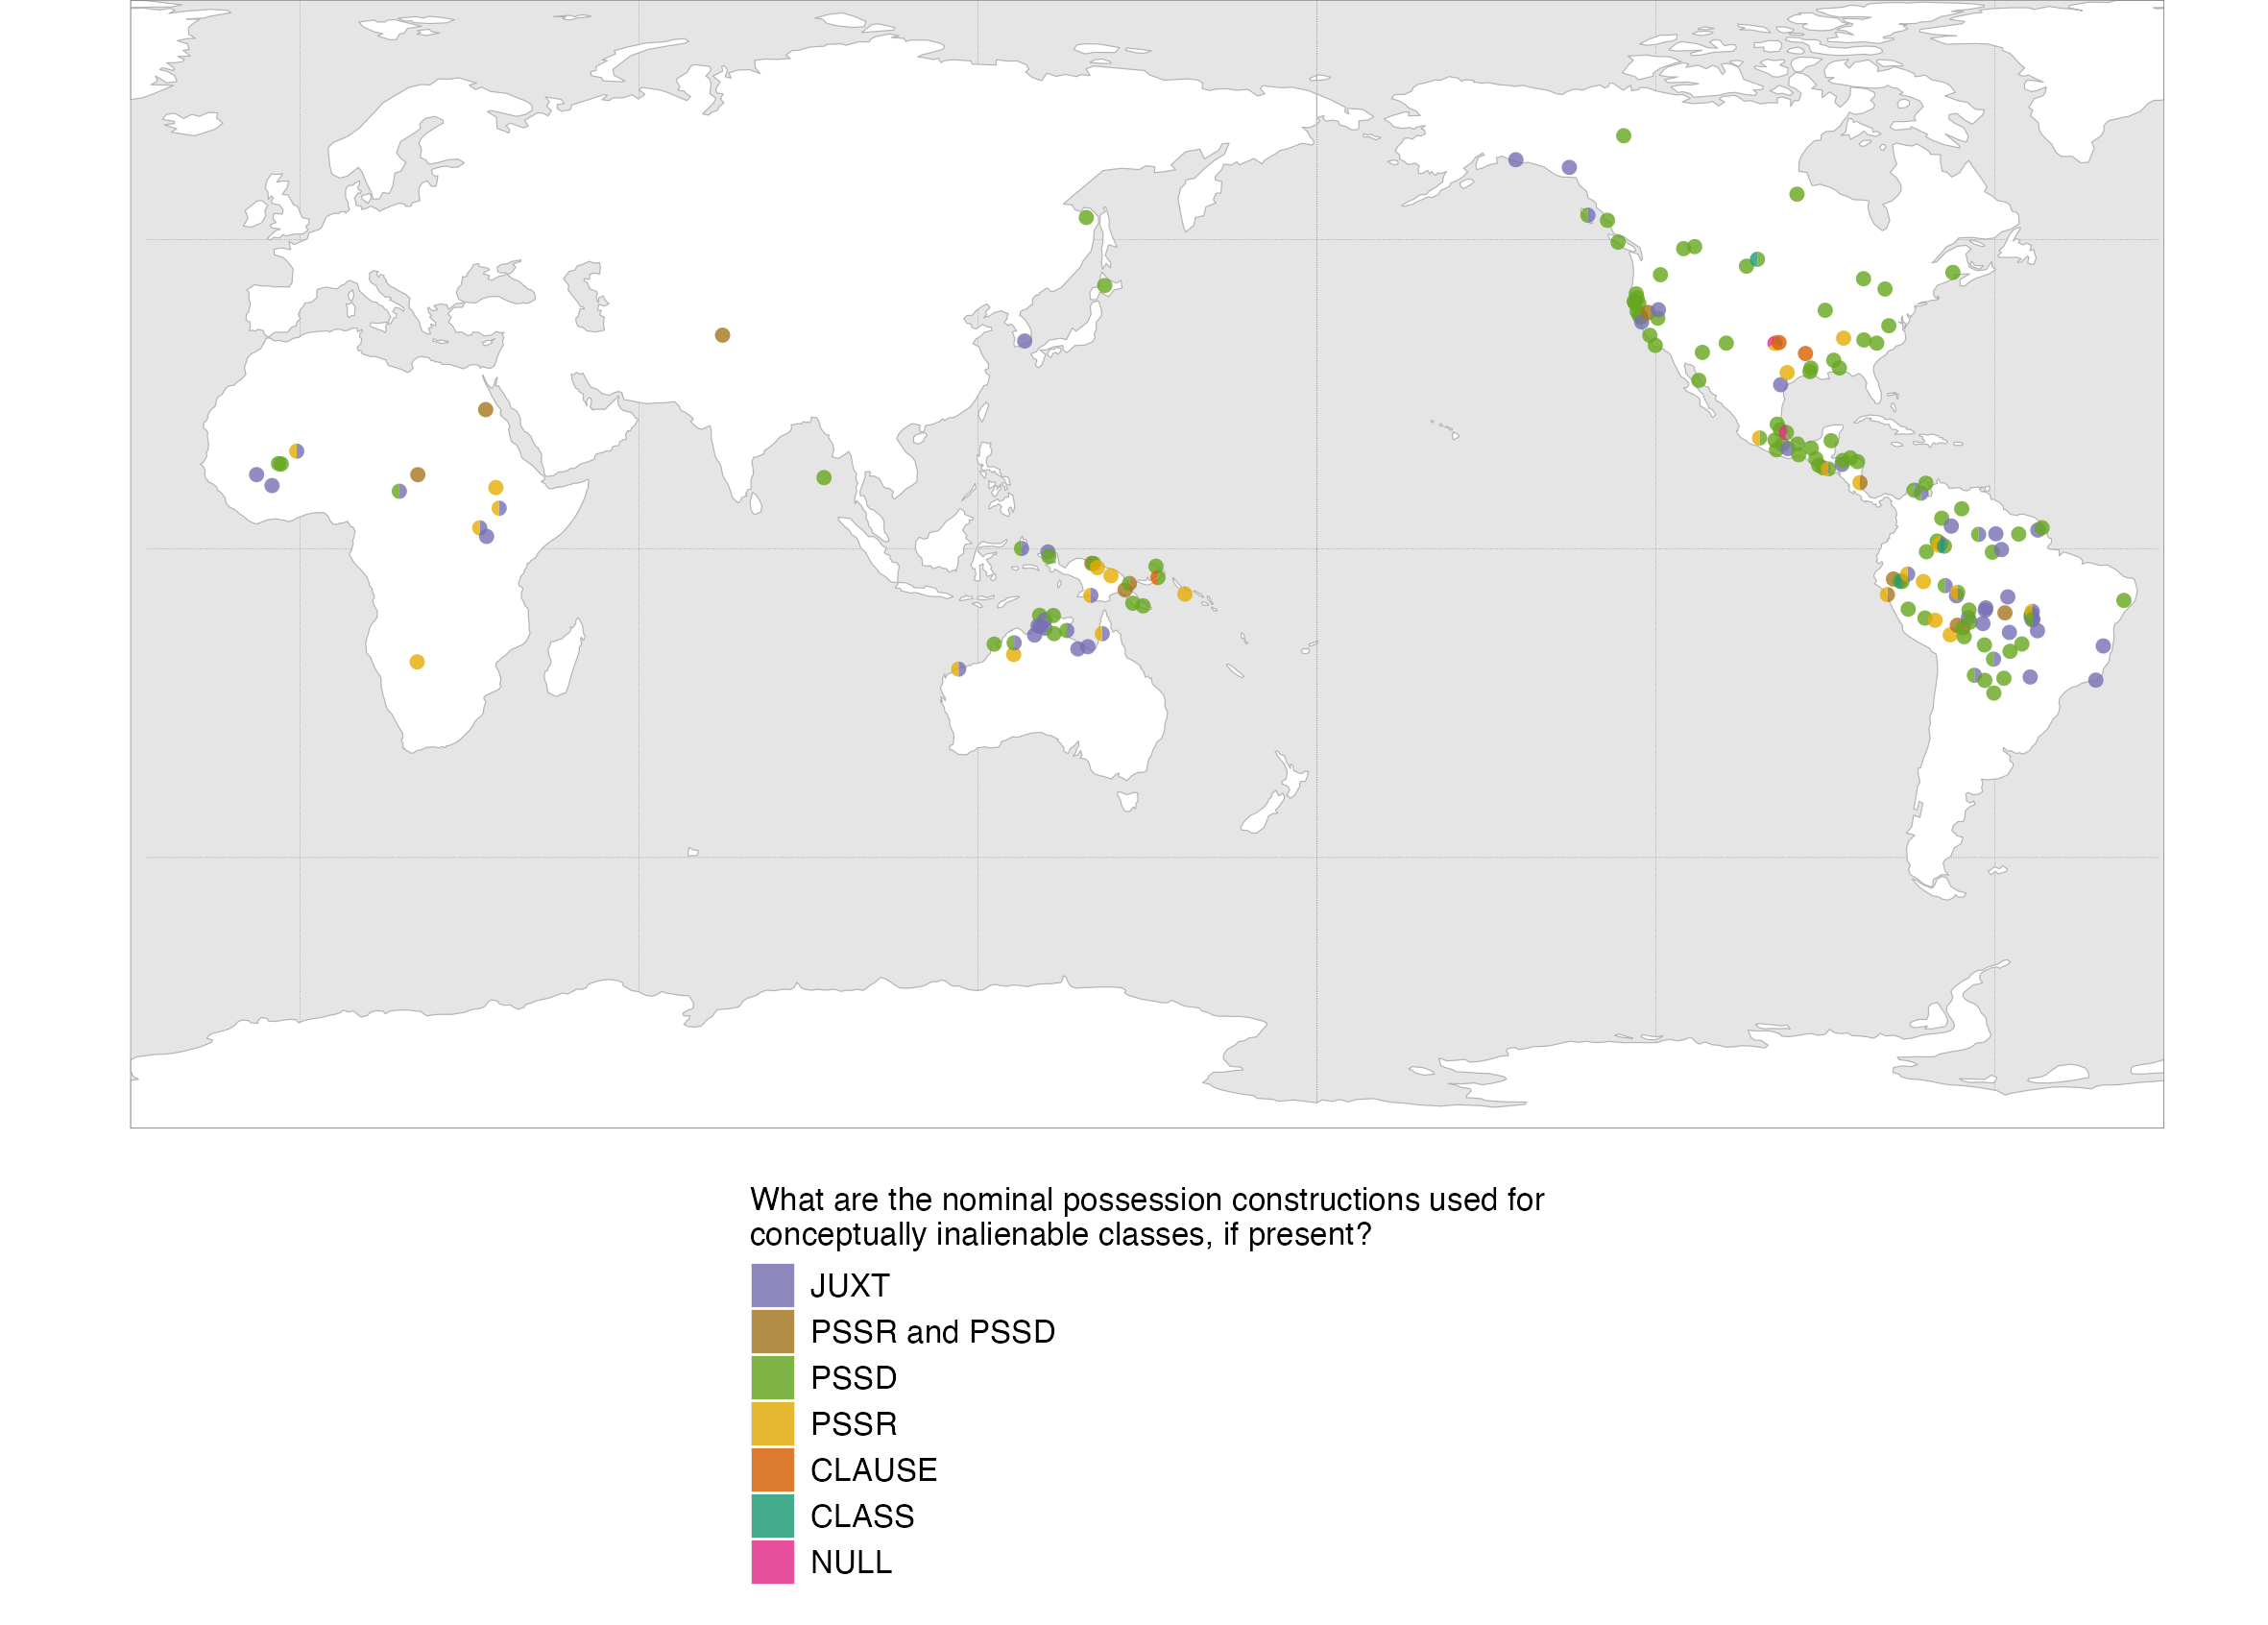 What are the nominal possession constructions used for
conceptually inalienable classes, if present?
JUXT
PSSR and PSSD
PSSD
PSSR
CLAUSE
CLASS
NULL